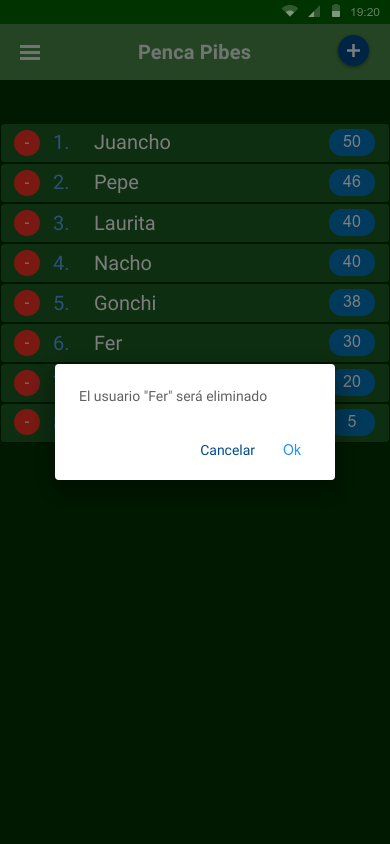 19:20
Penca Pibes
+
- 1. Juancho 50
- 2. Pepe 46
- 3. Laurita 40
- 4. Nacho 40
- 5. Gonchi 38
- 6. Fer 30
- 20
- 5
El usuario "Fer" será eliminado
Cancelar Ok